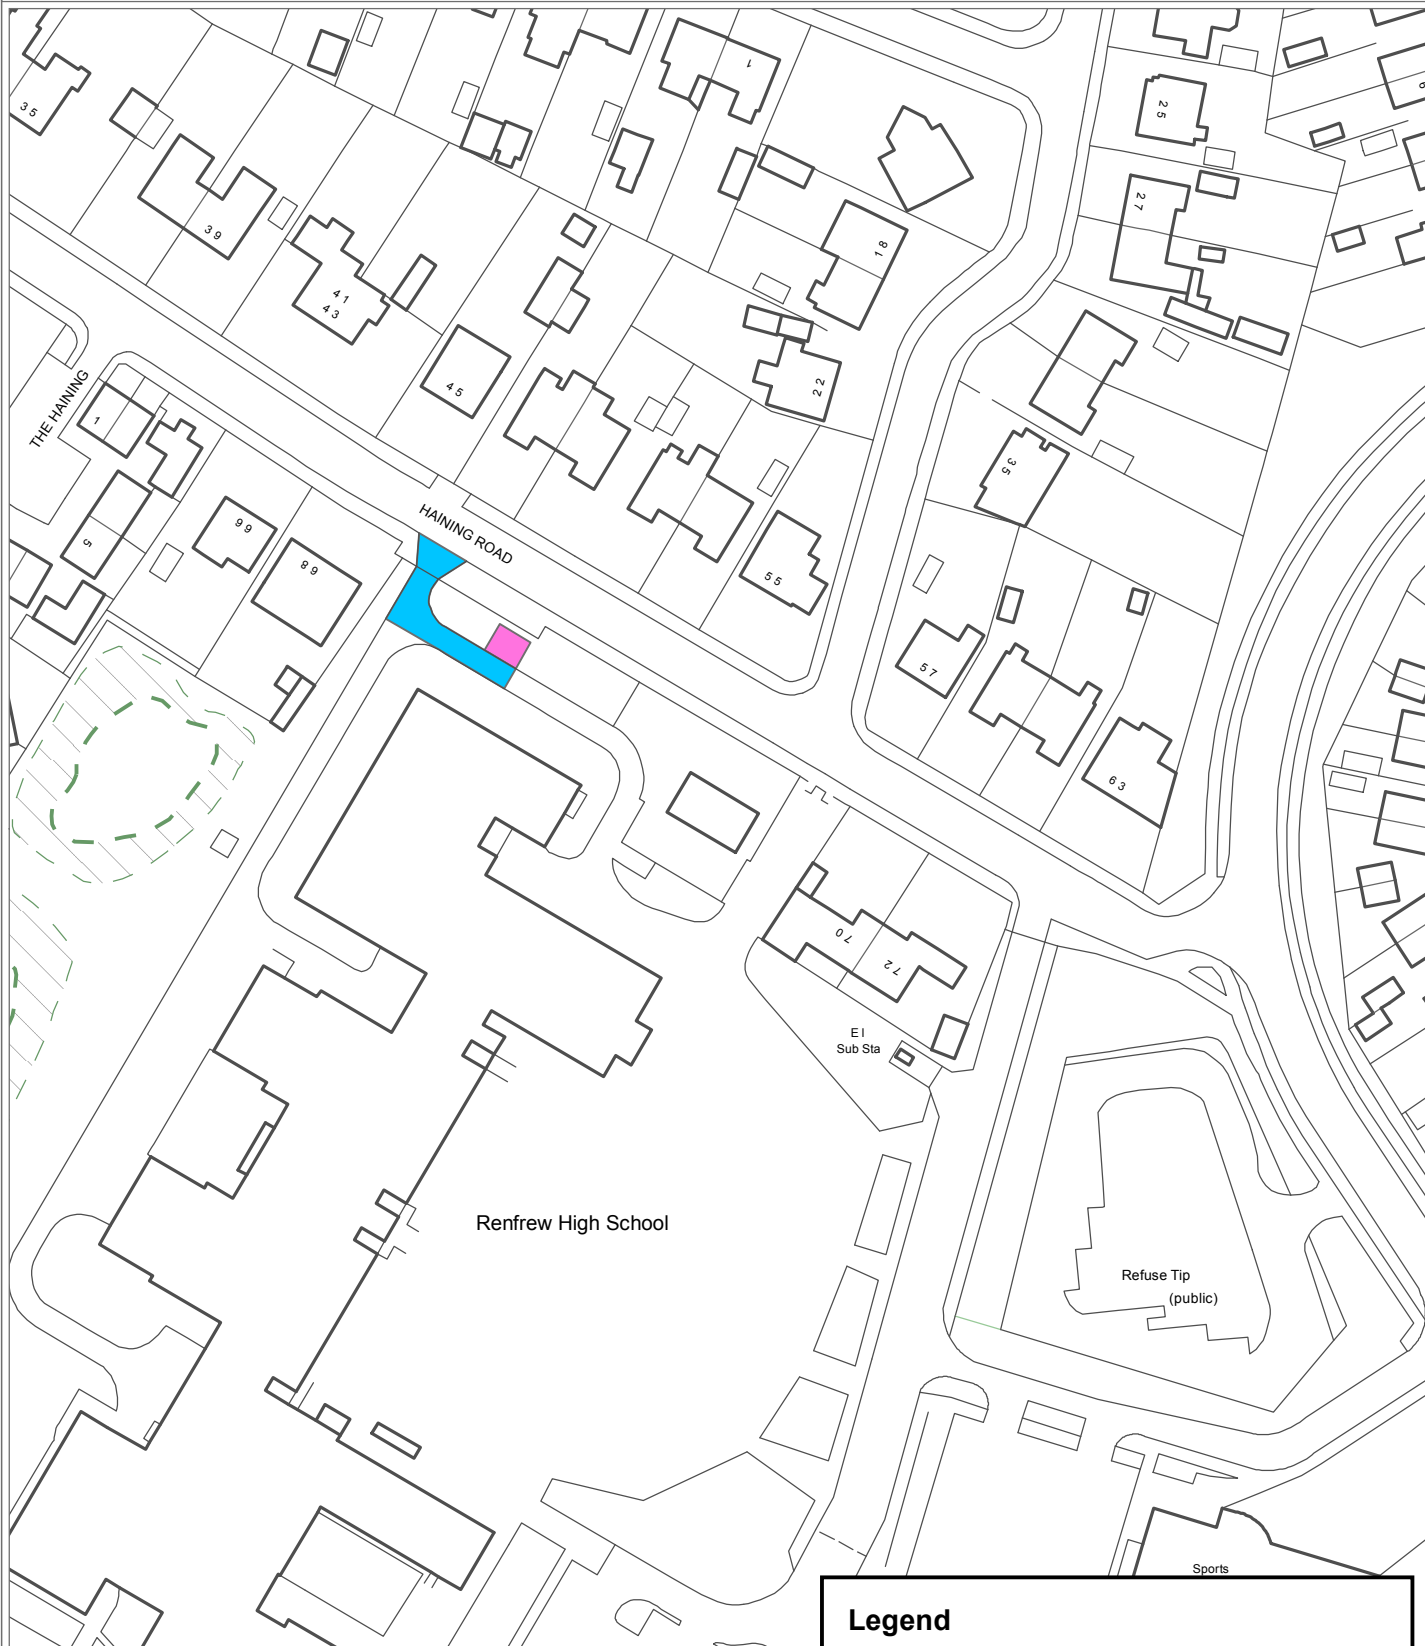 1
25
35
27
39
18
41
43
45
22
THE HAINING
1
35
HAINING ROAD
99
5
89
55
57
63
70
72
El
Sub Sta
Renfrew High School
Refuse Tip
(public)
Sports
Legend